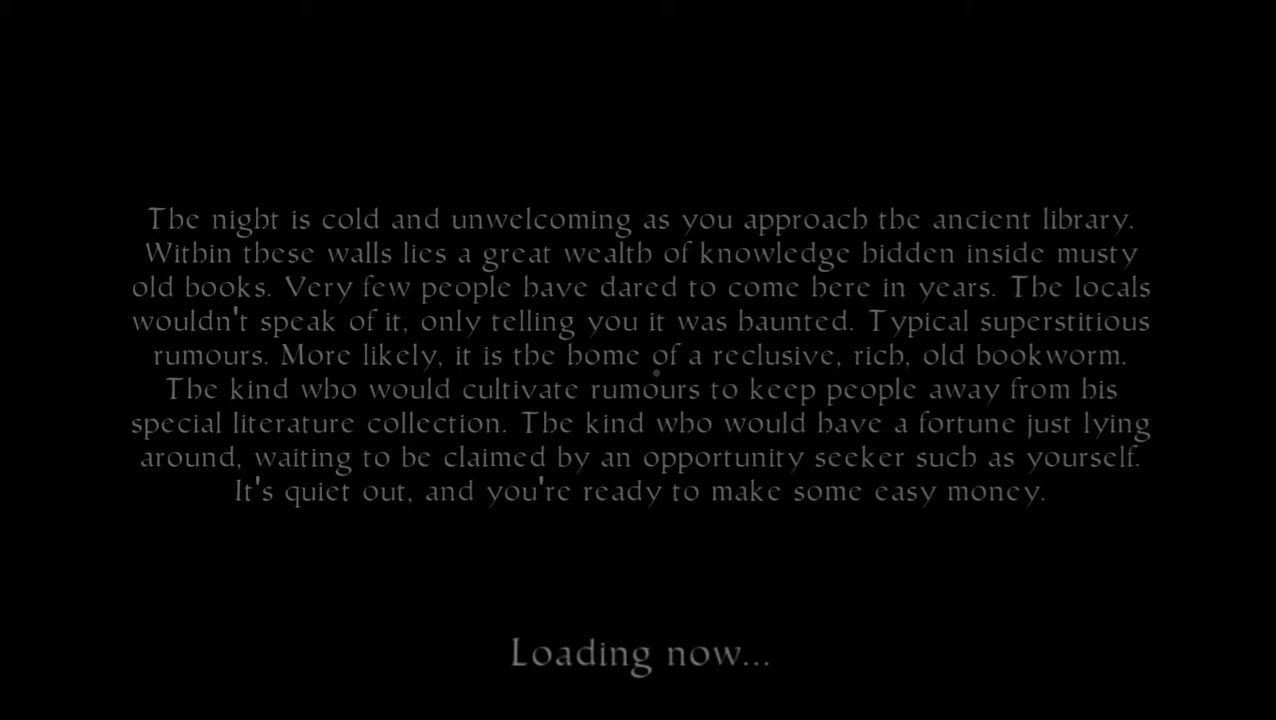 The night is cold and unwelcoming as you approach the ancient library.
Within these walls lies a great wealth of knowledge hidden inside musty
old books. Very few people have dared to come here in years. The locals
wouldn't speak of it, only telling you it was haunted. Typical superstitious
rumours. More likely, it is the home of a reclusive, rich, old bookworm.
The kind who would cultivate rumours to keep people away from his
special literature collection. The kind who would have a fortune just lying
around, waiting to be claimed by an opportunity seeker such as yourself.
It's quiet out, and you're ready to make some easy money.
Loading now...